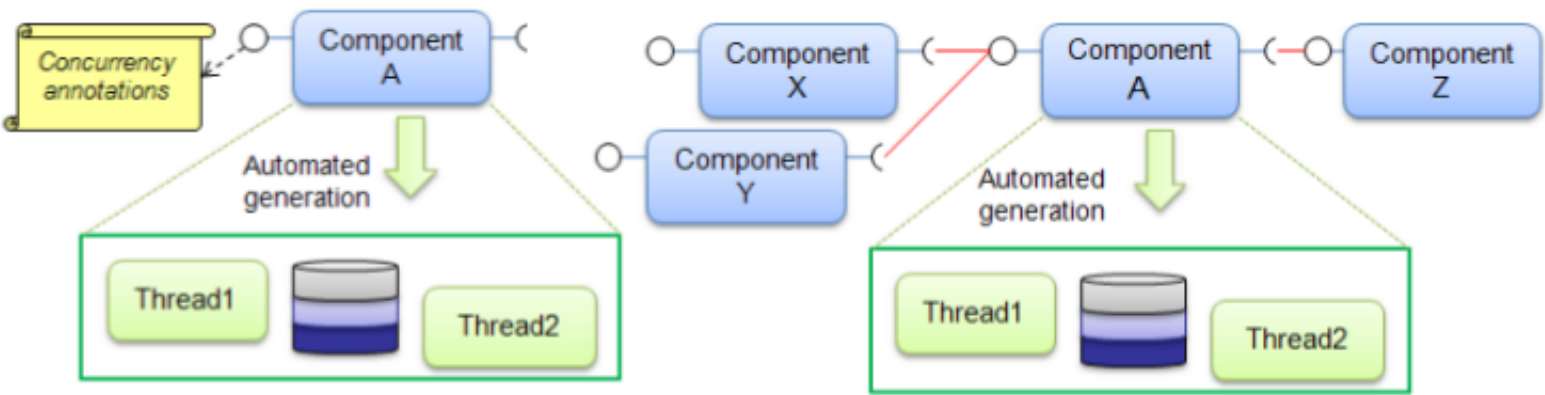 Concurrency
annotations
Component
A
Automated
generation
Thread1
Thread2
Component
X
Component
Y
Component
A
Component
Z
Automated
generation
Thread1
Thread2